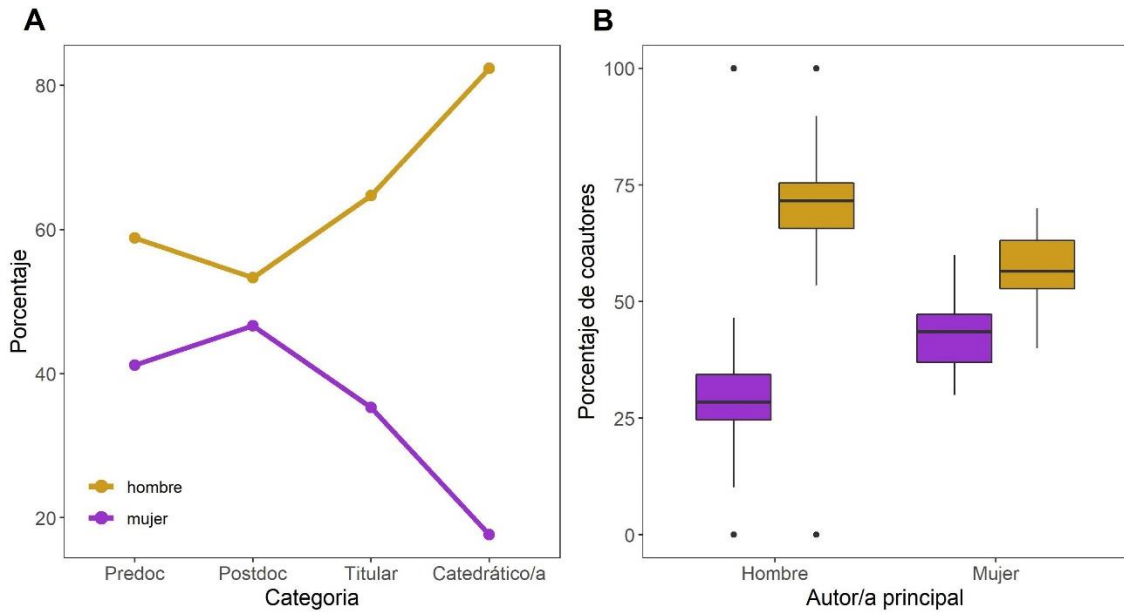 A
Porcentaje
80
60
40
20
hombre
mujer
Predoc Postdoc Titular Catedrático/a
Categoria
B
Porcentaje de coautores
100
75
50
25
0
Hombre Mujer
Autor/a principal